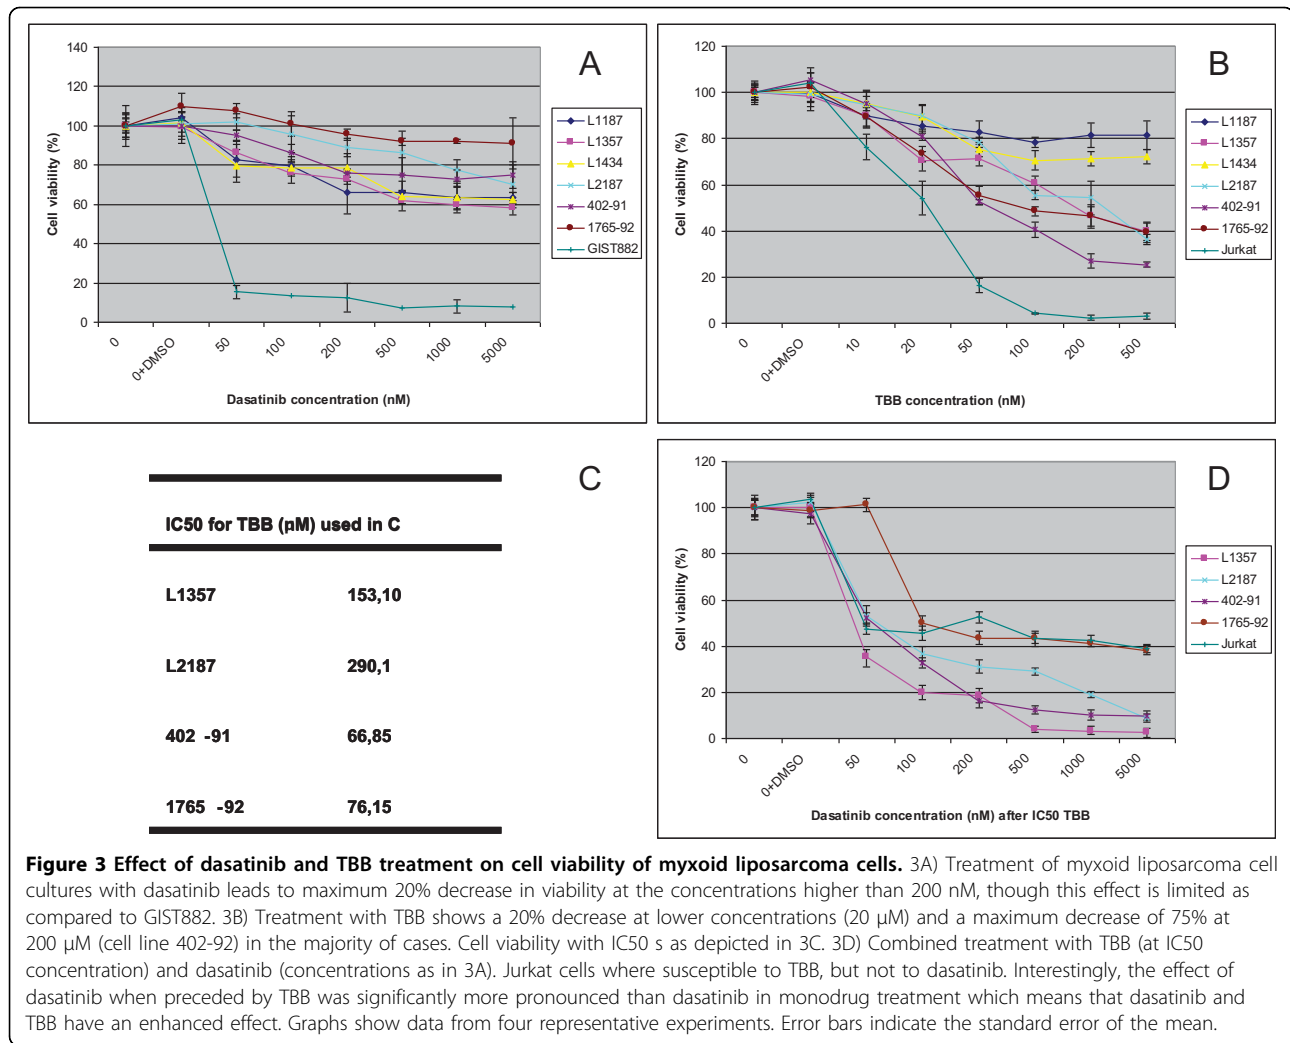 A
140
120
100
80
60
40
20
0
Cell viability (%)
0
0+DMSO
50
100
200
500
1000
5000
Dasatinib concentration (nM)
L1187
L1357
L1434
L2187
402-91
1765-92
GIST882
B
120
100
80
60
40
20
0
Cell viability (%)
0
0+DMSO
10
20
50
100
200
500
TBB concentration (nM)
L1187
L1357
L1434
L2187
402-91
1765-92
Jurkat
C
IC50 for TBB (µM) used in C
L1357 153,10
L2187 290,1
402 -91 66,85
1765 -92 76,15
D
120
100
80
60
40
20
0
Cell viability (%)
0
0+DMSO
50
100
200
500
1000
5000
Dasatinib concentration (nM) after IC50 TBB
L1357
L2187
402-91
1765-92
Jurkat
Figure 3 Effect of dasatinib and TBB treatment on cell viability of myxoid liposarcoma cells. 3A) Treatment of myxoid liposarcoma cell
cultures with dasatinib leads to maximum 20% decrease in viability at the concentrations higher than 200 nM, though this effect is limited as
compared to GIST882. 3B) Treatment with TBB shows a 20% decrease at lower concentrations (20 µM) and a maximum decrease of 75% at
200 µM (cell line 402-92) in the majority of cases. Cell viability with IC50 s as depicted in 3C. 3D) Combined treatment with TBB (at IC50
concentration) and dasatinib (concentrations as in 3A). Jurkat cells where susceptible to TBB, but not to dasatinib. Interestingly, the effect of
dasatinib when preceded by TBB was significantly more pronounced than dasatinib in monodrug treatment which means that dasatinib and
TBB have an enhanced effect. Graphs show data from four representative experiments. Error bars indicate the standard error of the mean.